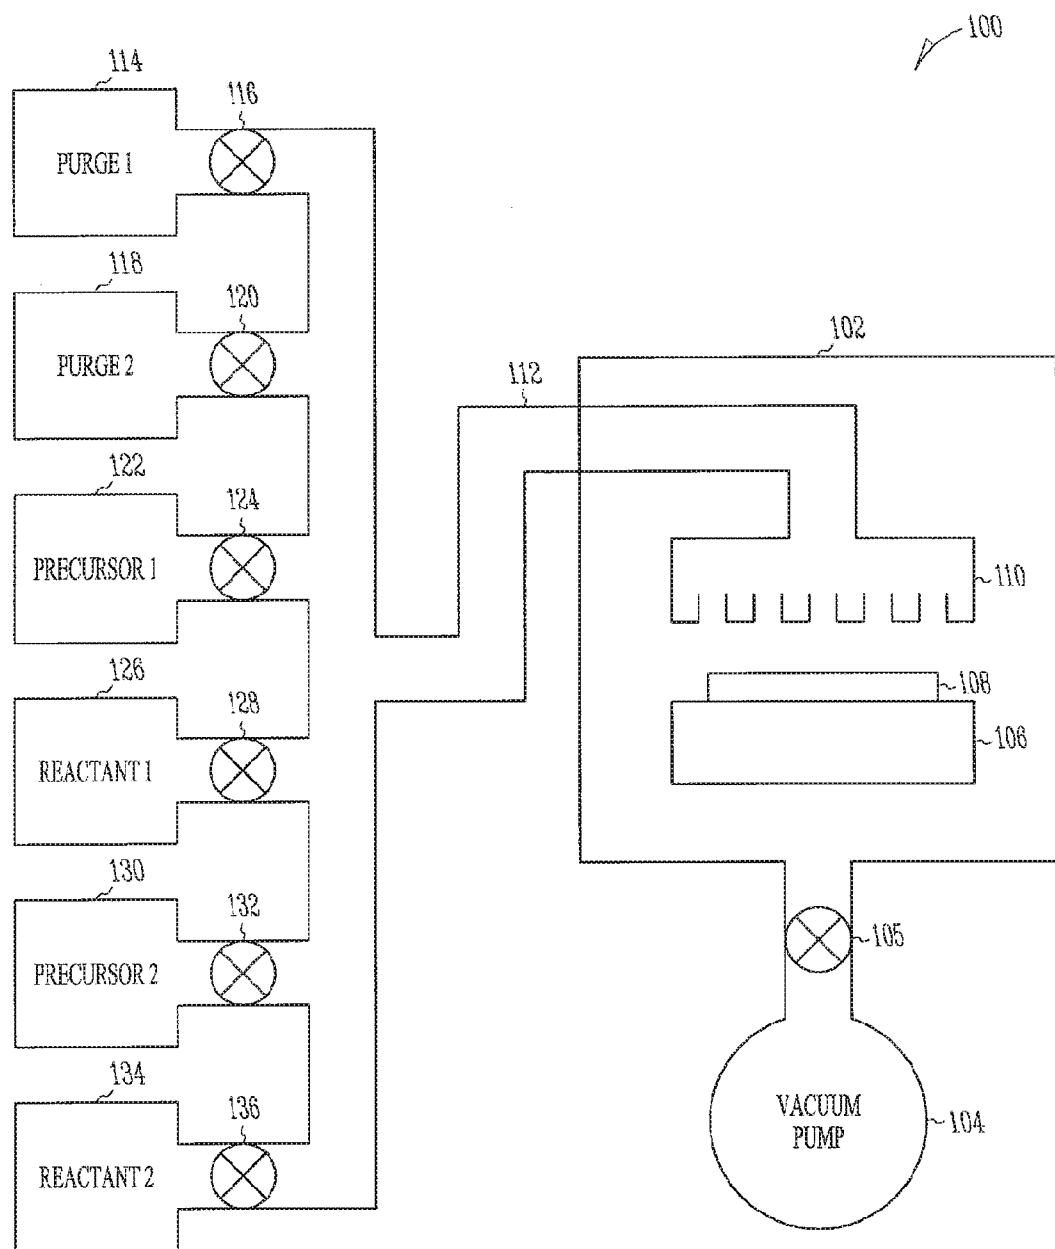 100
114
116
PURGE 1
118
120
PURGE 2
102
112
122
124
PRECURSOR 1
110
126
128
108
106
REACTANT 1
130
132
105
PRECURSOR 2
134
136
VACUUM
PUMP
104
REACTANT 2